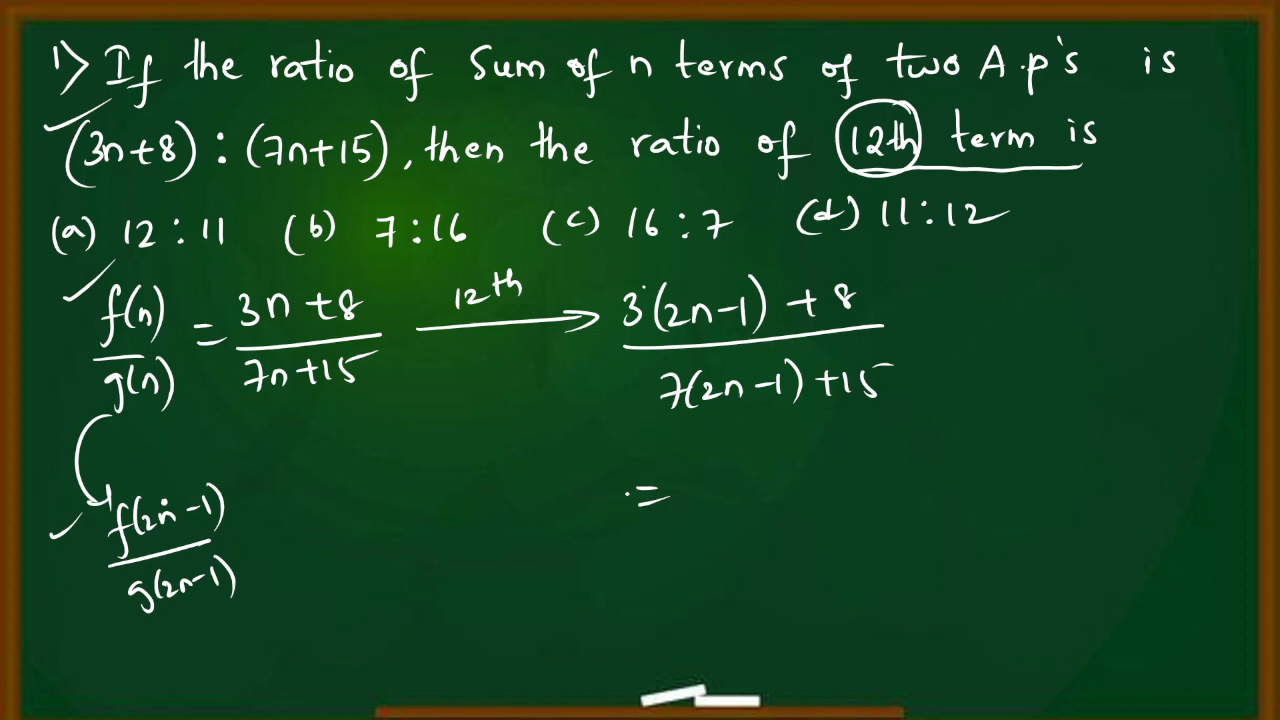 1) If the ratio of Sum of n terms of two A.p's is
(3n+8) : (7n+15), then the ratio of 12th term is
(a) 12 : 11 (b) 7 : 16 (c) 16 : 7 (d) 11 : 12
f(n)/g(n) = 3n+8/7n+15 12th → 3(2n-1)+8/7(2n-1)+15
f(2n-1)/g(2n-1) =